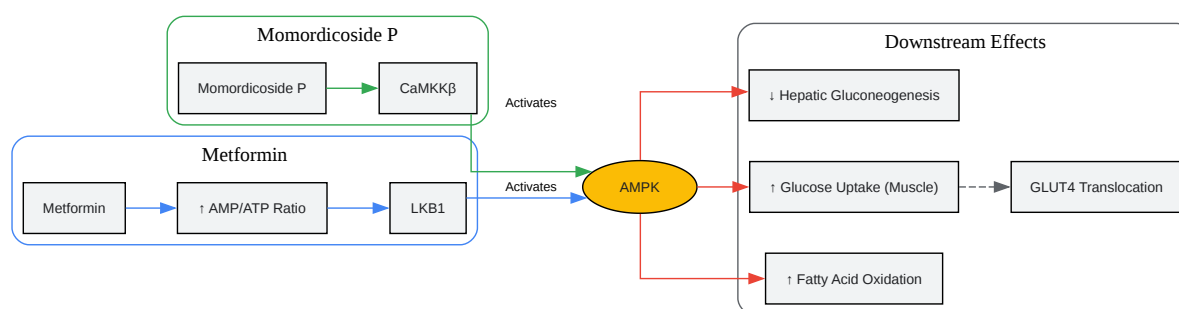 Momordicoside P
Momordicoside P
CaMKKβ
Activates
Metformin
Metformin
↑ AMP/ATP Ratio
LKB1
Activates
AMPK
Downstream Effects
↓ Hepatic Gluconeogenesis
↑ Glucose Uptake (Muscle)
GLUT4 Translocation
↑ Fatty Acid Oxidation